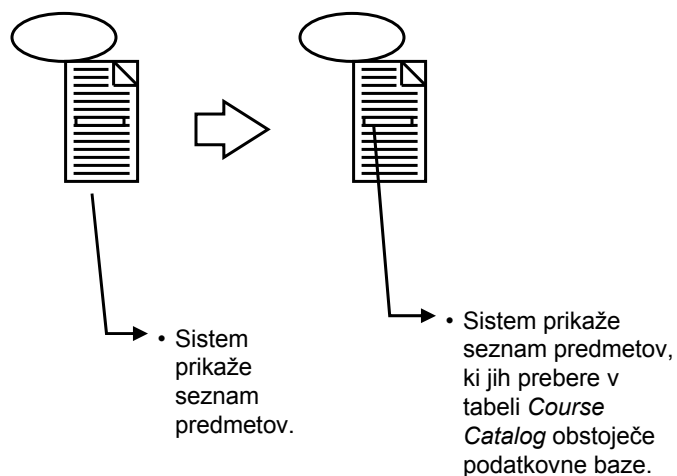 • Sistem
prikaže
seznam
predmetov.
• Sistem prikaže
seznam predmetov,
ki jih prebere v
tabeli Course
Catalog obstoječe
podatkovne baze.